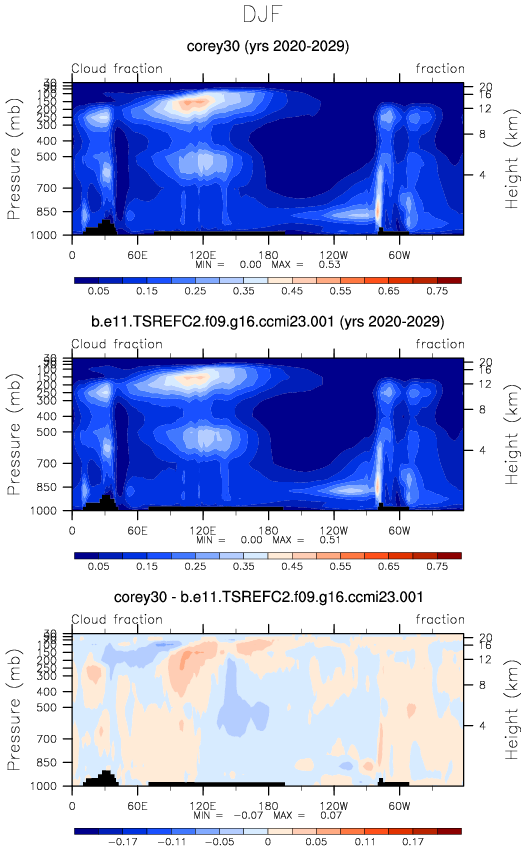 DJF
corey30 (yrs 2020-2029)
Cloud fraction fraction
Pressure (mb)
30
100
150
200
250
300
500
700
850
1000
20
16
12
8
4
Height (km)
0 60E 120E 180 120W 60W
MIN = 0.00 MAX = 0.53
0.05 0.15 0.25 0.35 0.45 0.55 0.65 0.75
b.e11.TSREFC2.f09.g16.ccmi23.001 (yrs 2020-2029)
Cloud fraction fraction
Pressure (mb)
30
100
150
200
250
300
500
700
850
1000
20
16
12
8
4
Height (km)
0 60E 120E 180 120W 60W
MIN = 0.00 MAX = 0.51
0.05 0.15 0.25 0.35 0.45 0.55 0.65 0.75
corey30 - b.e11.TSREFC2.f09.g16.ccmi23.001
Cloud fraction fraction
Pressure (mb)
30
100
150
200
250
300
500
700
850
1000
20
16
12
8
4
Height (km)
0 60E 120E 180 120W 60W
MIN = −0.07 MAX = 0.07
−0.17 −0.11 −0.05 0 0.05 0.11 0.17